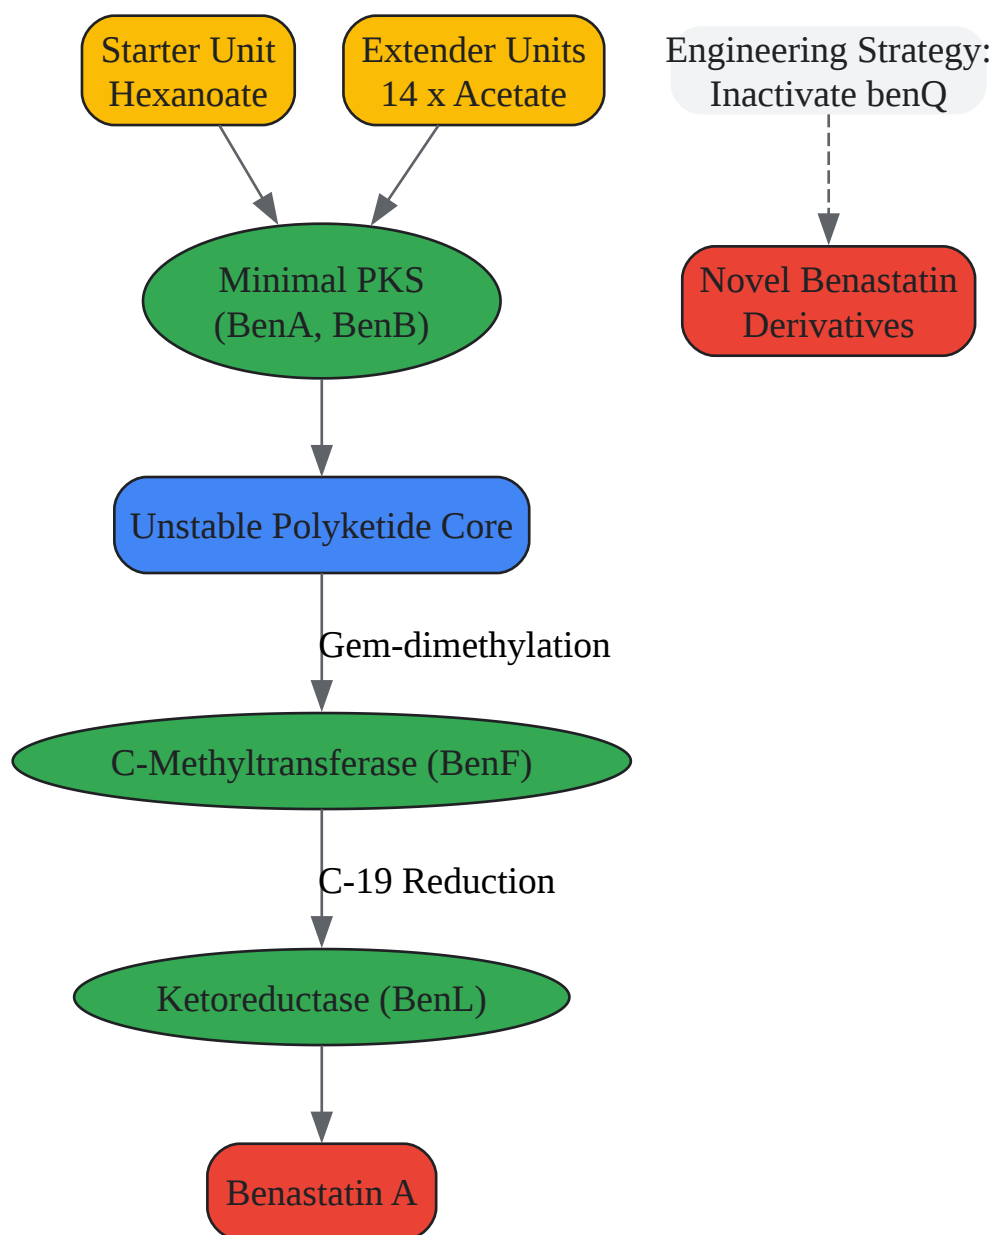 Starter Unit
Hexanoate
Extender Units
14 x Acetate
Engineering Strategy:
Inactivate benQ
Minimal PKS
(BenA, BenB)
Novel Benastatin
Derivatives
Unstable Polyketide Core
Gem-dimethylation
C-Methyltransferase (BenF)
C-19 Reduction
Ketoreductase (BenL)
Benastatin A